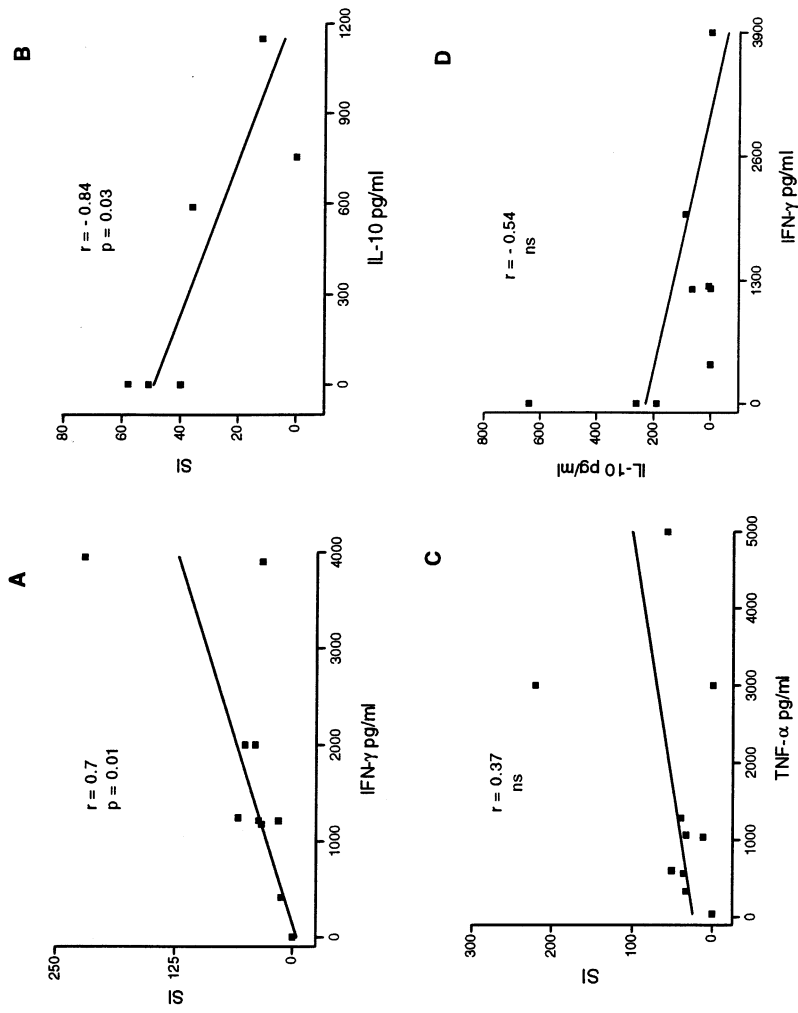 A
r = 0.7
p = 0.01
SI
250
125
0
0
1000
2000
3000
4000
IFN-γ pg/ml
B
r = - 0.84
p = 0.03
SI
80
60
40
20
0
0
300
600
900
1200
IL-10 pg/ml
C
r = 0.37
ns
SI
300
200
100
0
0
1000
2000
3000
4000
5000
TNF-α pg/ml
D
r = - 0.54
ns
IL-10 pg/ml
800
600
400
200
0
0
1300
2600
3900
IFN-γ pg/ml